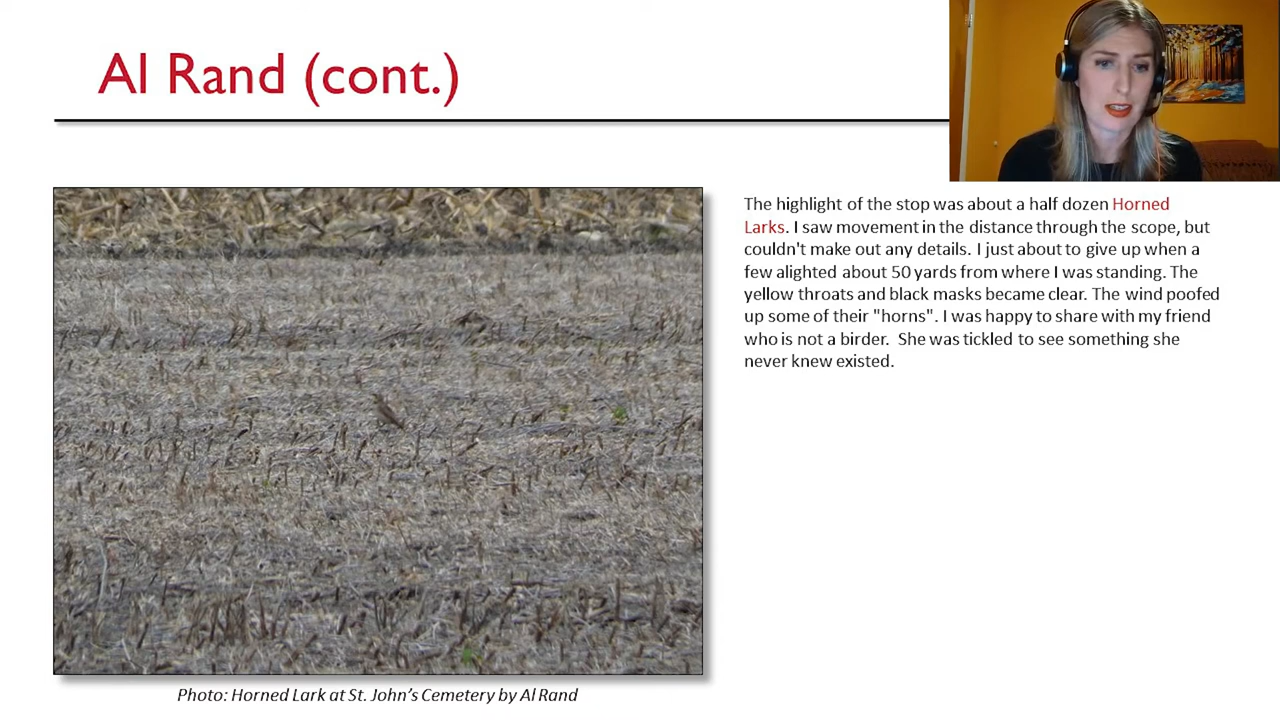 Al Rand (cont.)
The highlight of the stop was about a half dozen Horned
Larks. I saw movement in the distance through the scope, but
couldn't make out any details. I just about to give up when a
few alighted about 50 yards from where I was standing. The
yellow throats and black masks became clear. The wind poofed
up some of their "horns". I was happy to share with my friend
who is not a birder.  She was tickled to see something she
never knew existed.
Photo: Horned Lark at St. John’s Cemetery by Al Rand